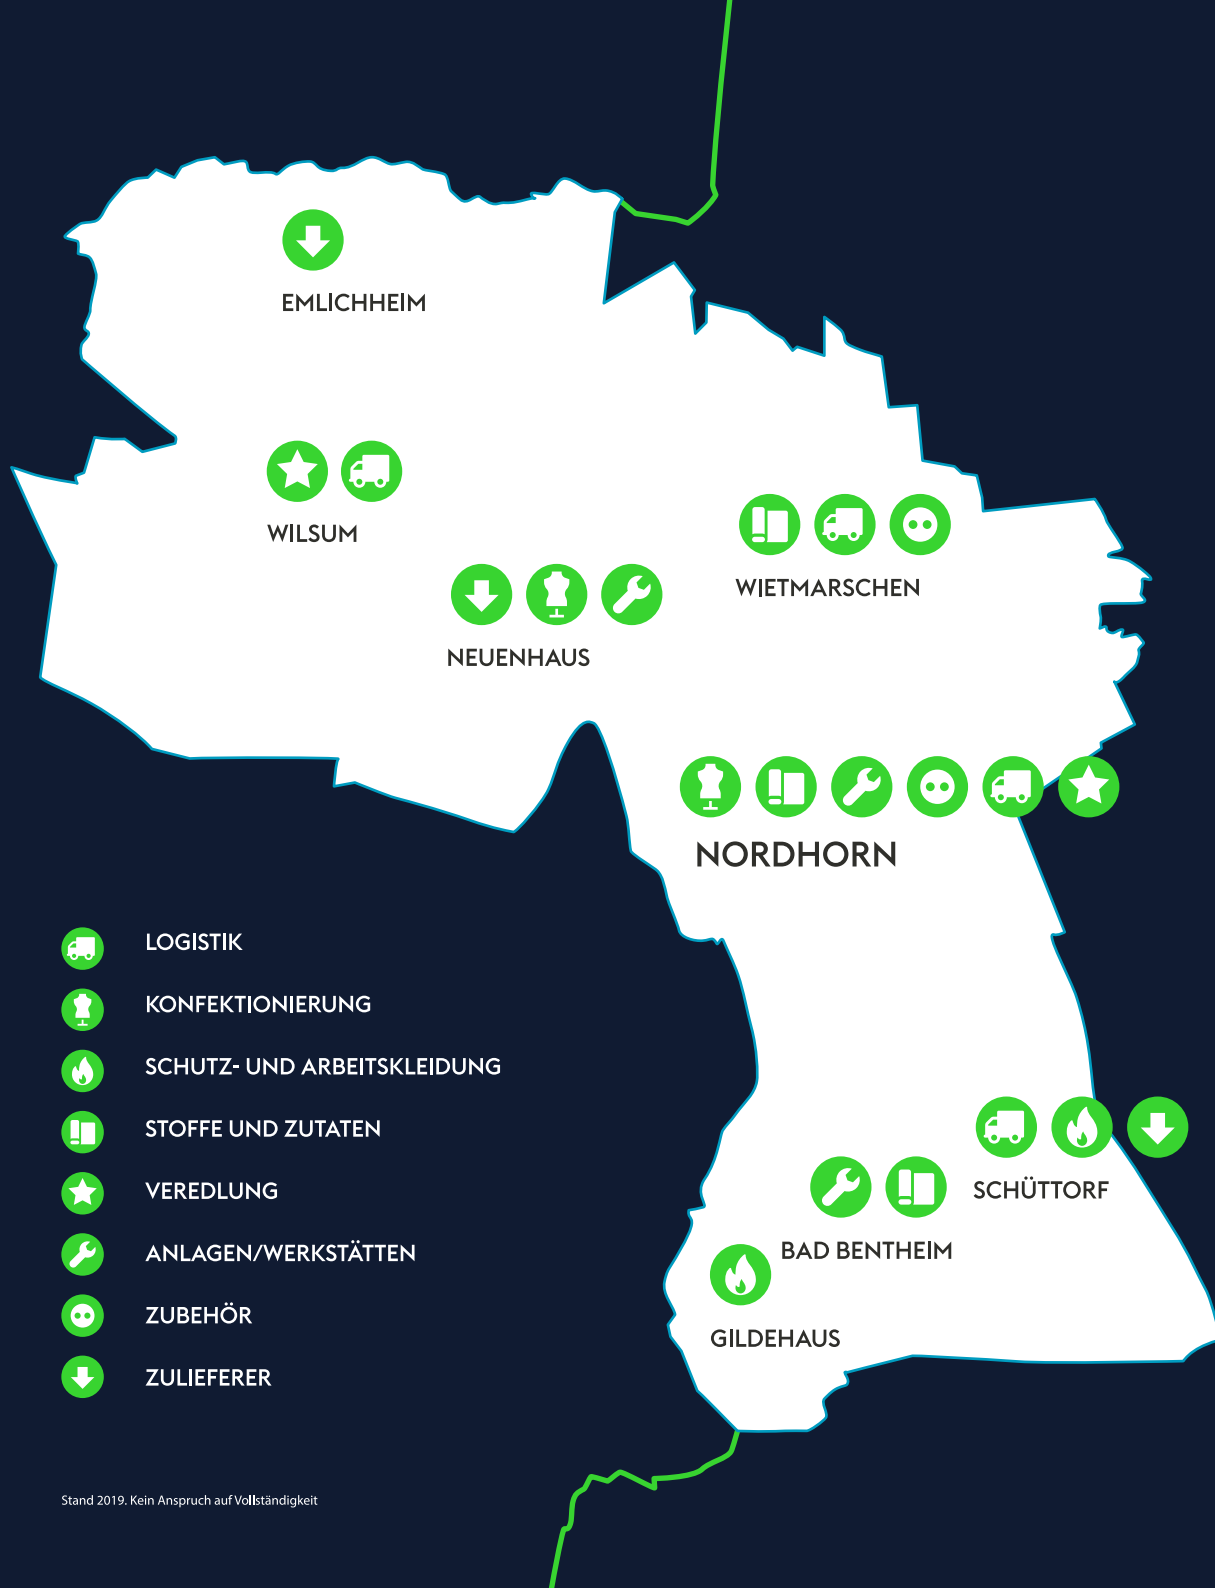 EMLICHHEIM
WILSUM
WIETMARSCHEN
NEUENHAUS
NORDHORN
LOGISTIK
KONFEKTIONIERUNG
SCHUTZ- UND ARBEITSKLEIDUNG
STOFFE UND ZUTATEN
VEREDLUNG
ANLAGEN/WERKSTÄTTEN
ZUBEHÖR
ZULIEFERER
SCHÜTTORF
BAD BENTHEIM
GILDEHAUS
Stand 2019. Kein Anspruch auf Vollständigkeit